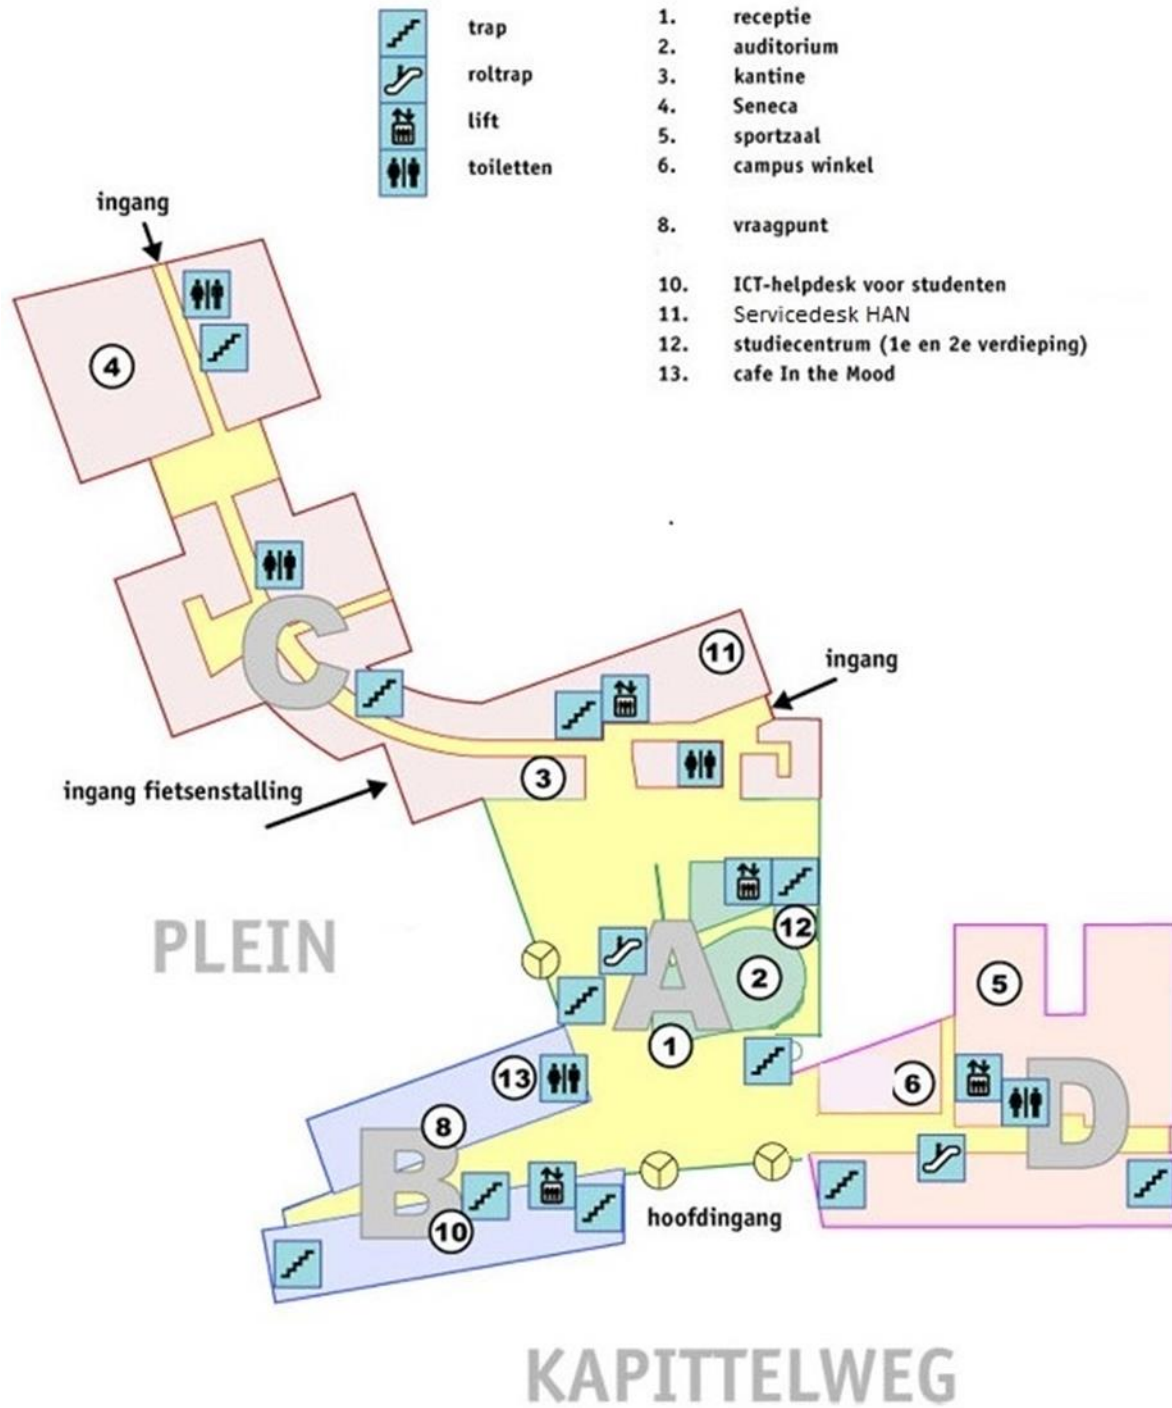 trap
roltrap
lift
toiletten
1. receptie
2. auditorium
3. kantine
4. Seneca
5. sportzaal
6. campus winkel
8. vraagpunt
10. ICT-helpdesk voor studenten
11. Servicedesk HAN
12. studiecentrum (1e en 2e verdieping)
13. cafe In the Mood
ingang
4
C
11
ingang
3
ingang fietsenstalling
PLEIN
12
A
2
5
1
13
6
D
8
B
10
hoofdingang
KAPITTELWEG